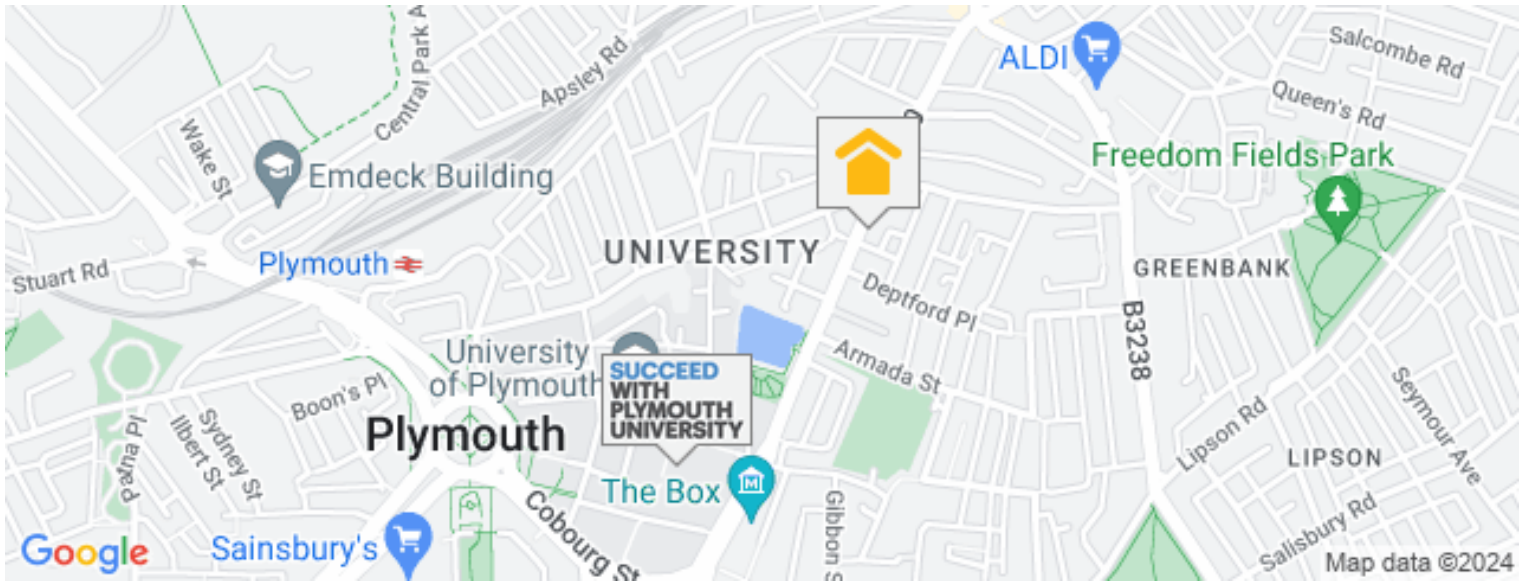 Salcombe Rd
ALDI
Apsley Rd
Central Park A
Queen's Rd
Wake St
Freedom Fields Park
Emdeck Building
UNIVERSITY
Plymouth
Stuart Rd
GREENBANK
Deptford Pl
B3238
University
of Plymouth
SUCCEED
WITH
PLYMOUTH
UNIVERSITY
Armada St
Boon's Pl
Plymouth
Sydney St
Ilbert St
Patna Pl
Lipson Rd
Seymour Ave
LIPSON
The Box
Gibbon S
Cobourg St
Sainsbury's
Salisbury Rd
Google
Map data ©2024